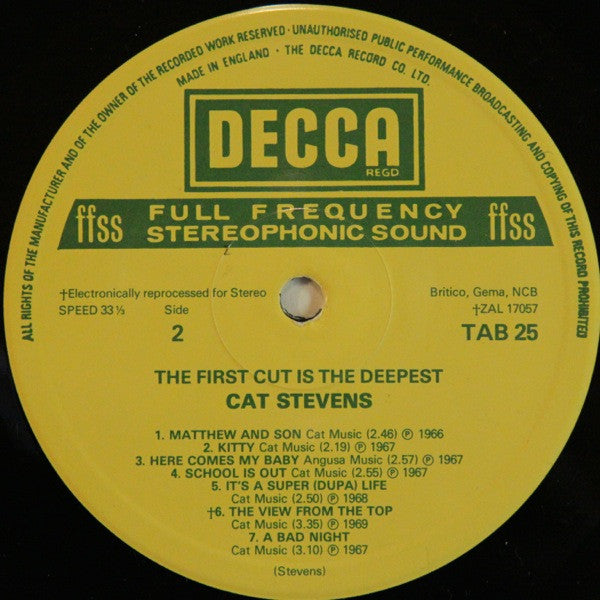 ALL RIGHTS OF THE MANUFACTURER AND OF THE OWNER OF THE RECORDED WORK RESERVED · UNAUTHORISED PUBLIC PERFORMANCE BROADCASTING AND COPYING OF THIS RECORD PROHIBITED
MADE IN ENGLAND · THE DECCA RECORD CO. LTD.
DECCA
REGD
ffss FULL FREQUENCY ffss
STEREOPHONIC SOUND
†Electronically reprocessed for Stereo Britico, Gema, NCB
SPEED 33⅓ Side †ZAL 17057
2 TAB 25
THE FIRST CUT IS THE DEEPEST
CAT STEVENS
1. MATTHEW AND SON Cat Music (2.46) ℗ 1966
2. KITTY Cat Music (2.19) ℗ 1967
3. HERE COMES MY BABY Angusa Music (2.57) ℗ 1967
4. SCHOOL IS OUT Cat Music (2.55) ℗ 1967
5. IT'S A SUPER (DUPA) LIFE
Cat Music (2.50) ℗ 1968
†6. THE VIEW FROM THE TOP
Cat Music (3.35) ℗ 1969
7. A BAD NIGHT
Cat Music (3.10) ℗ 1967
(Stevens)